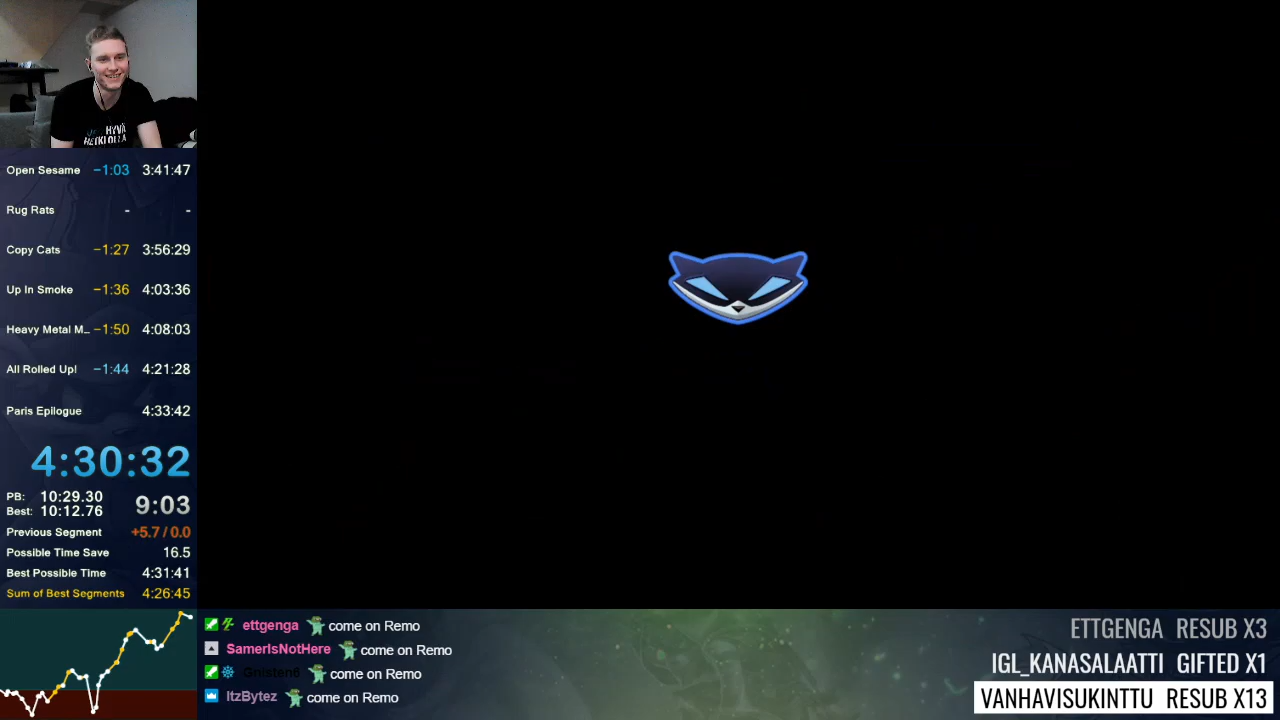 HYVÄ
Open Sesame −1:03 3:41:47
Rug Rats - -
Copy Cats −1:27 3:56:29
Up In Smoke −1:36 4:03:36
Heavy Metal M... −1:50 4:08:03
All Rolled Up! −1:44 4:21:28
Paris Epilogue 4:33:42
4:30:32
PB: 10:29.30
Best: 10:12.76
9:03
Previous Segment +5.7 / 0.0
Possible Time Save 16.5
Best Possible Time 4:31:41
Sum of Best Segments 4:26:45
ettgenga come on Remo
SamerIsNotHere come on Remo
Gnisten6 come on Remo
ItzBytez come on Remo
ETTGENGA RESUB X3
IGL_KANASALAATTI GIFTED X1
VANHAVISUKINTTU RESUB X13